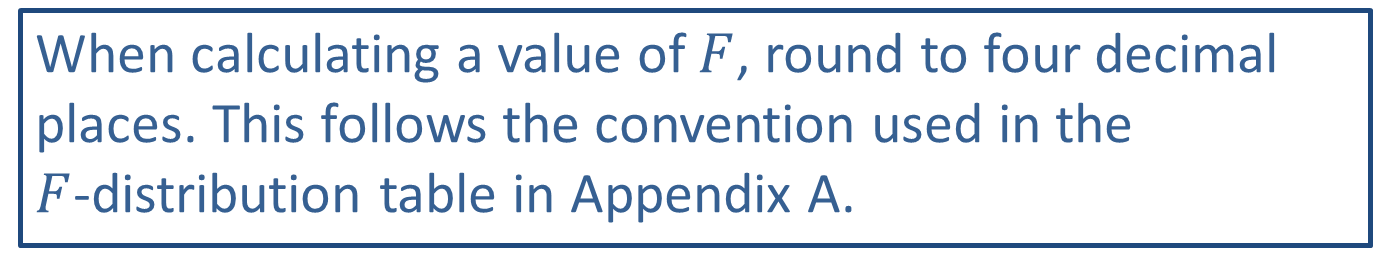 When calculating a value of F, round to four decimal
places. This follows the convention used in the
F-distribution table in Appendix A.